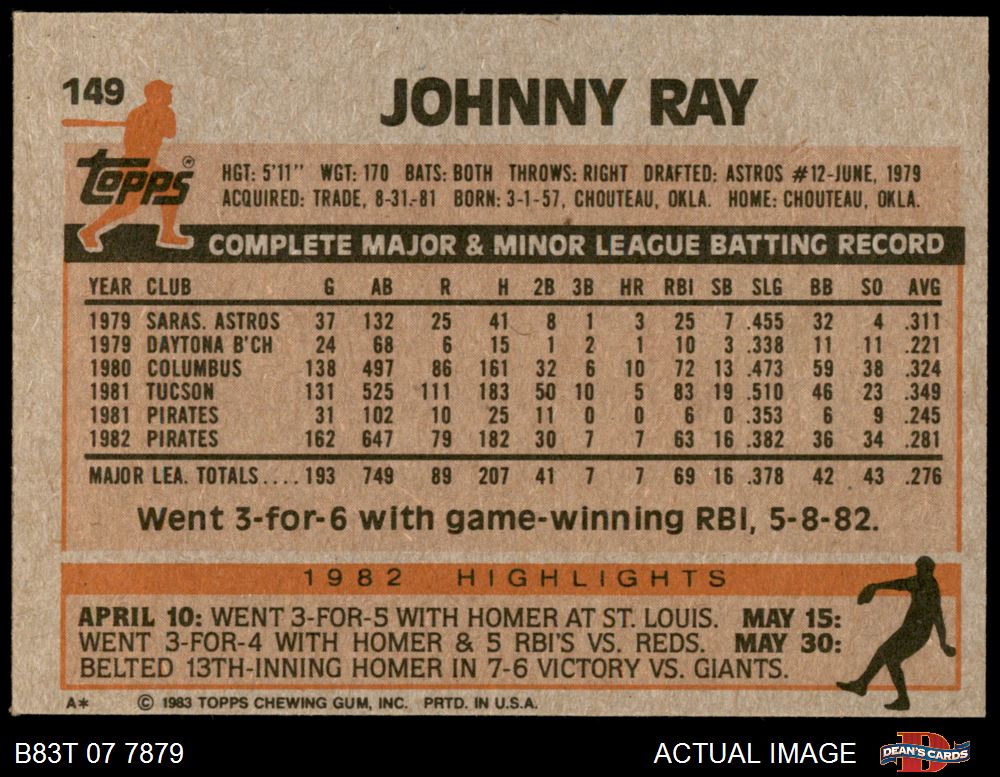 149
JOHNNY RAY
topps
HGT: 5'11" WGT: 170 BATS: BOTH THROWS: RIGHT DRAFTED: ASTROS #12-JUNE, 1979
ACQUIRED: TRADE, 8-31-81 BORN: 3-1-57, CHOUTEAU, OKLA. HOME: CHOUTEAU, OKLA.
COMPLETE MAJOR & MINOR LEAGUE BATTING RECORD
YEAR CLUB G AB R H 2B 3B HR RBI SB SLG BB SO AVG
1979 SARAS. ASTROS 37 132 25 41 8 1 3 25 7 .455 32 4 .311
1979 DAYTONA B'CH 24 68 6 15 1 2 1 10 3 .338 11 11 .221
1980 COLUMBUS 138 497 86 161 32 6 10 72 13 .473 59 38 .324
1981 TUCSON 131 525 111 183 50 10 5 83 19 .510 46 23 .349
1981 PIRATES 31 102 10 25 11 0 0 6 0 .353 6 9 .245
1982 PIRATES 162 647 79 182 30 7 7 63 16 .382 36 34 .281
MAJOR LEA. TOTALS.... 193 749 89 207 41 7 7 69 16 .378 42 43 .276
Went 3-for-6 with game-winning RBI, 5-8-82.
1982 HIGHLIGHTS
APRIL 10: WENT 3-FOR-5 WITH HOMER AT ST. LOUIS. MAY 15:
WENT 3-FOR-4 WITH HOMER & 5 RBI'S VS. REDS. MAY 30:
BELTED 13TH-INNING HOMER IN 7-6 VICTORY VS. GIANTS.
A* © 1983 TOPPS CHEWING GUM, INC. PRTD. IN U.S.A.
B83T 07 7879 ACTUAL IMAGE DEAN'S CARDS